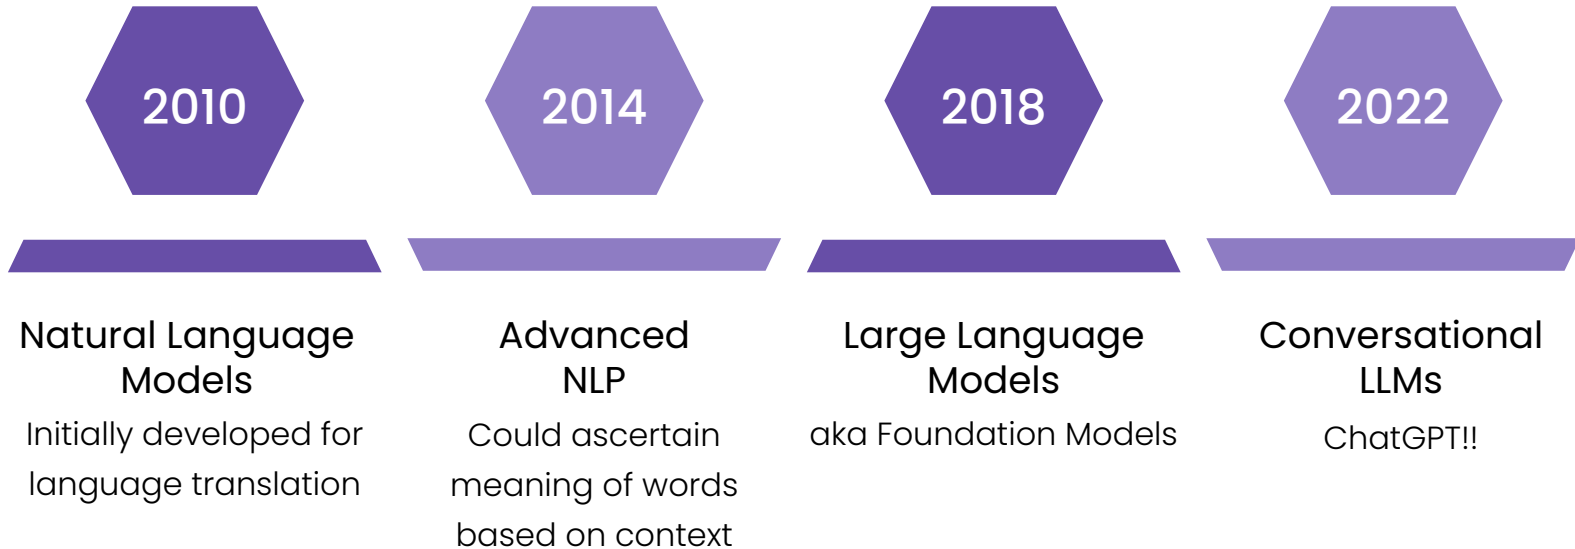 2010
2014
2018
2022
Natural Language
Models
Initially developed for
language translation
Advanced
NLP
Could ascertain
meaning of words
based on context
Large Language
Models
aka Foundation Models
Conversational
LLMs
ChatGPT!!